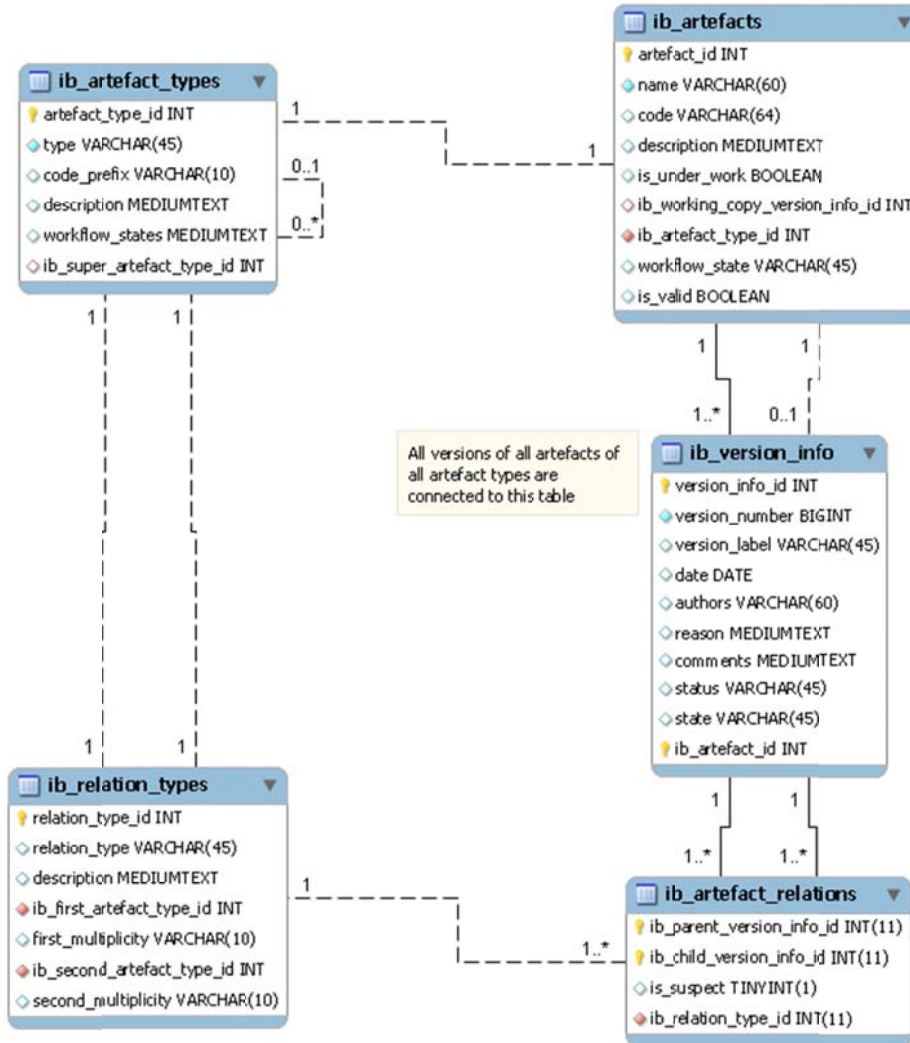 ib_artefacts
artefact_id INT
name VARCHAR(60)
code VARCHAR(64)
description MEDIUMTEXT
is_under_work BOOLEAN
ib_working_copy_version_info_id INT
ib_artefact_type_id INT
workflow_state VARCHAR(45)
is_valid BOOLEAN
ib_artefact_types
artefact_type_id INT
type VARCHAR(45)
code_prefix VARCHAR(10)
description MEDIUMTEXT
workflow_states MEDIUMTEXT
ib_super_artefact_type_id INT
1
1
0..1
0..*
1
1
1
1
1..*
0..1
All versions of all artefacts of
all artefact types are
connected to this table
ib_version_info
version_info_id INT
version_number BIGINT
version_label VARCHAR(45)
date DATE
authors VARCHAR(60)
reason MEDIUMTEXT
comments MEDIUMTEXT
status VARCHAR(45)
state VARCHAR(45)
ib_artefact_id INT
1
1
ib_relation_types
relation_type_id INT
relation_type VARCHAR(45)
description MEDIUMTEXT
ib_first_artefact_type_id INT
first_multiplicity VARCHAR(10)
ib_second_artefact_type_id INT
second_multiplicity VARCHAR(10)
1
1
1..*
1..*
1
1..*
ib_artefact_relations
ib_parent_version_info_id INT(11)
ib_child_version_info_id INT(11)
is_suspect TINYINT(1)
ib_relation_type_id INT(11)